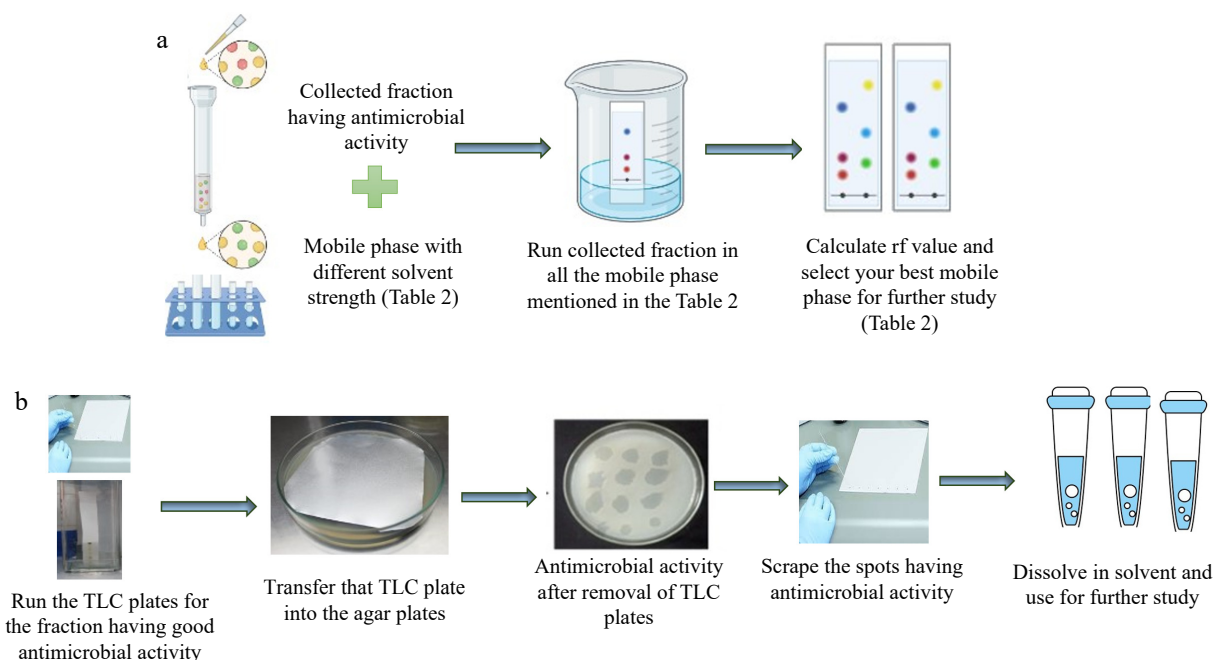 a
Collected fraction
having antimicrobial
activity
Mobile phase with
different solvent
strength (Table 2)
Run collected fraction in
all the mobile phase
mentioned in the Table 2
Calculate rf value and
select your best mobile
phase for further study
(Table 2)
b
Run the TLC plates for
the fraction having good
antimicrobial activity
Transfer that TLC plate
into the agar plates
Antimicrobial activity
after removal of TLC
plates
Scrape the spots having
antimicrobial activity
Dissolve in solvent and
use for further study